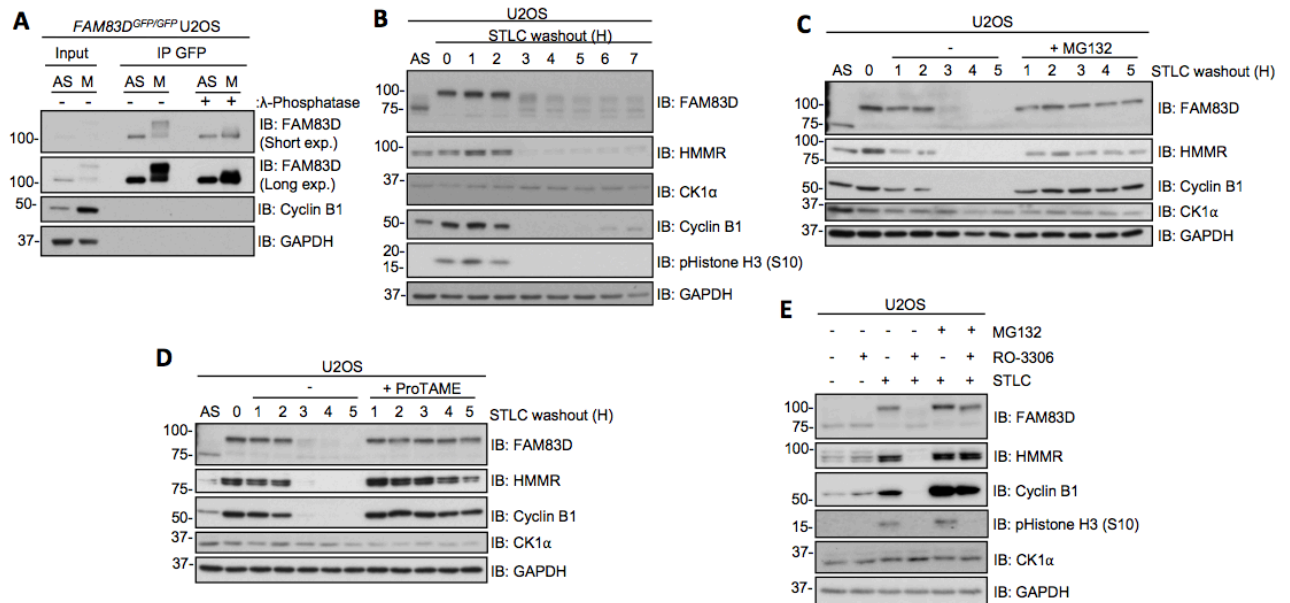 A
FAM83D^GFP/GFP U2OS
Input IP GFP
AS M AS M AS M
- - - - + + :λ-Phosphatase
100- IB: FAM83D
(Short exp.)
100- IB: FAM83D
(Long exp.)
50- IB: Cyclin B1
37- IB: GAPDH
B
U2OS
STLC washout (H)
AS 0 1 2 3 4 5 6 7
100-
75- IB: FAM83D
100- IB: HMMR
37- IB: CK1α
50- IB: Cyclin B1
20-
15- IB: pHistone H3 (S10)
37- IB: GAPDH
C
U2OS
- + MG132
AS 0 1 2 3 4 5 1 2 3 4 5 STLC washout (H)
100-
75- IB: FAM83D
100-
75- IB: HMMR
50- IB: Cyclin B1
37- IB: CK1α
37- IB: GAPDH
D
U2OS
- + ProTAME
AS 0 1 2 3 4 5 1 2 3 4 5 STLC washout (H)
100-
75- IB: FAM83D
75- IB: HMMR
50- IB: Cyclin B1
37- IB: CK1α
37- IB: GAPDH
E
U2OS
- - - - + + MG132
- + - + - + RO-3306
- - + + + + STLC
100-
75- IB: FAM83D
100- IB: HMMR
50- IB: Cyclin B1
15- IB: pHistone H3 (S10)
37- IB: CK1α
37- IB: GAPDH